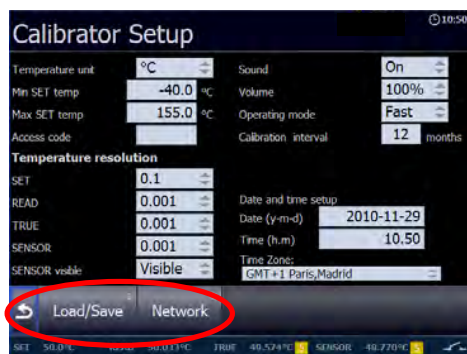 10:50
Calibrator Setup
Temperature unit °C Sound On
Min SET temp -40.0 °C Volume 100%
Max SET temp 155.0 °C Operating mode Fast
Access code Calibration interval 12 months
Temperature resolution
SET 0.1
READ 0.001 Date and time setup
TRUE 0.001 Date (y-m-d) 2010-11-29
SENSOR 0.001 Time (h.m) 10.50
SENSOR visible Visible Time Zone:
GMT+1 Paris,Madrid
Load/Save Network
SET 50.0°C 50.013°C TRUE 49.574°C S SENSOR 48.770°C S